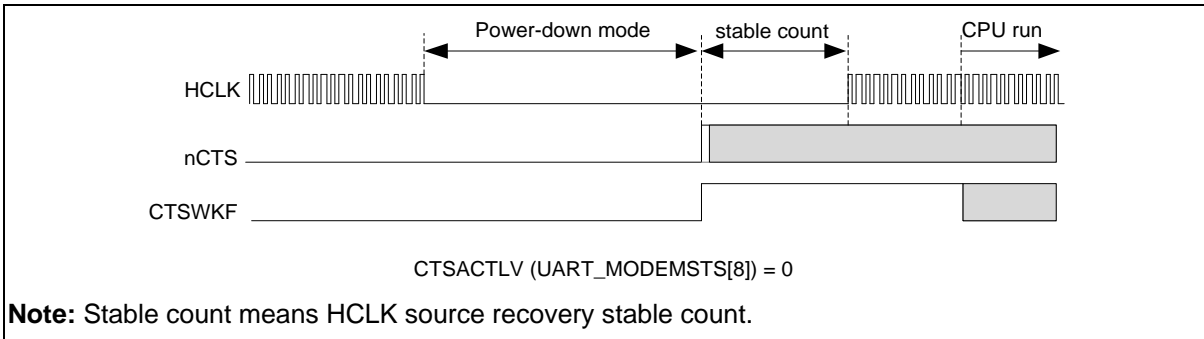 Power-down mode stable count CPU run
HCLK
nCTS
CTSWKF
CTSACTLV (UART_MODEMSTS[8]) = 0
Note: Stable count means HCLK source recovery stable count.